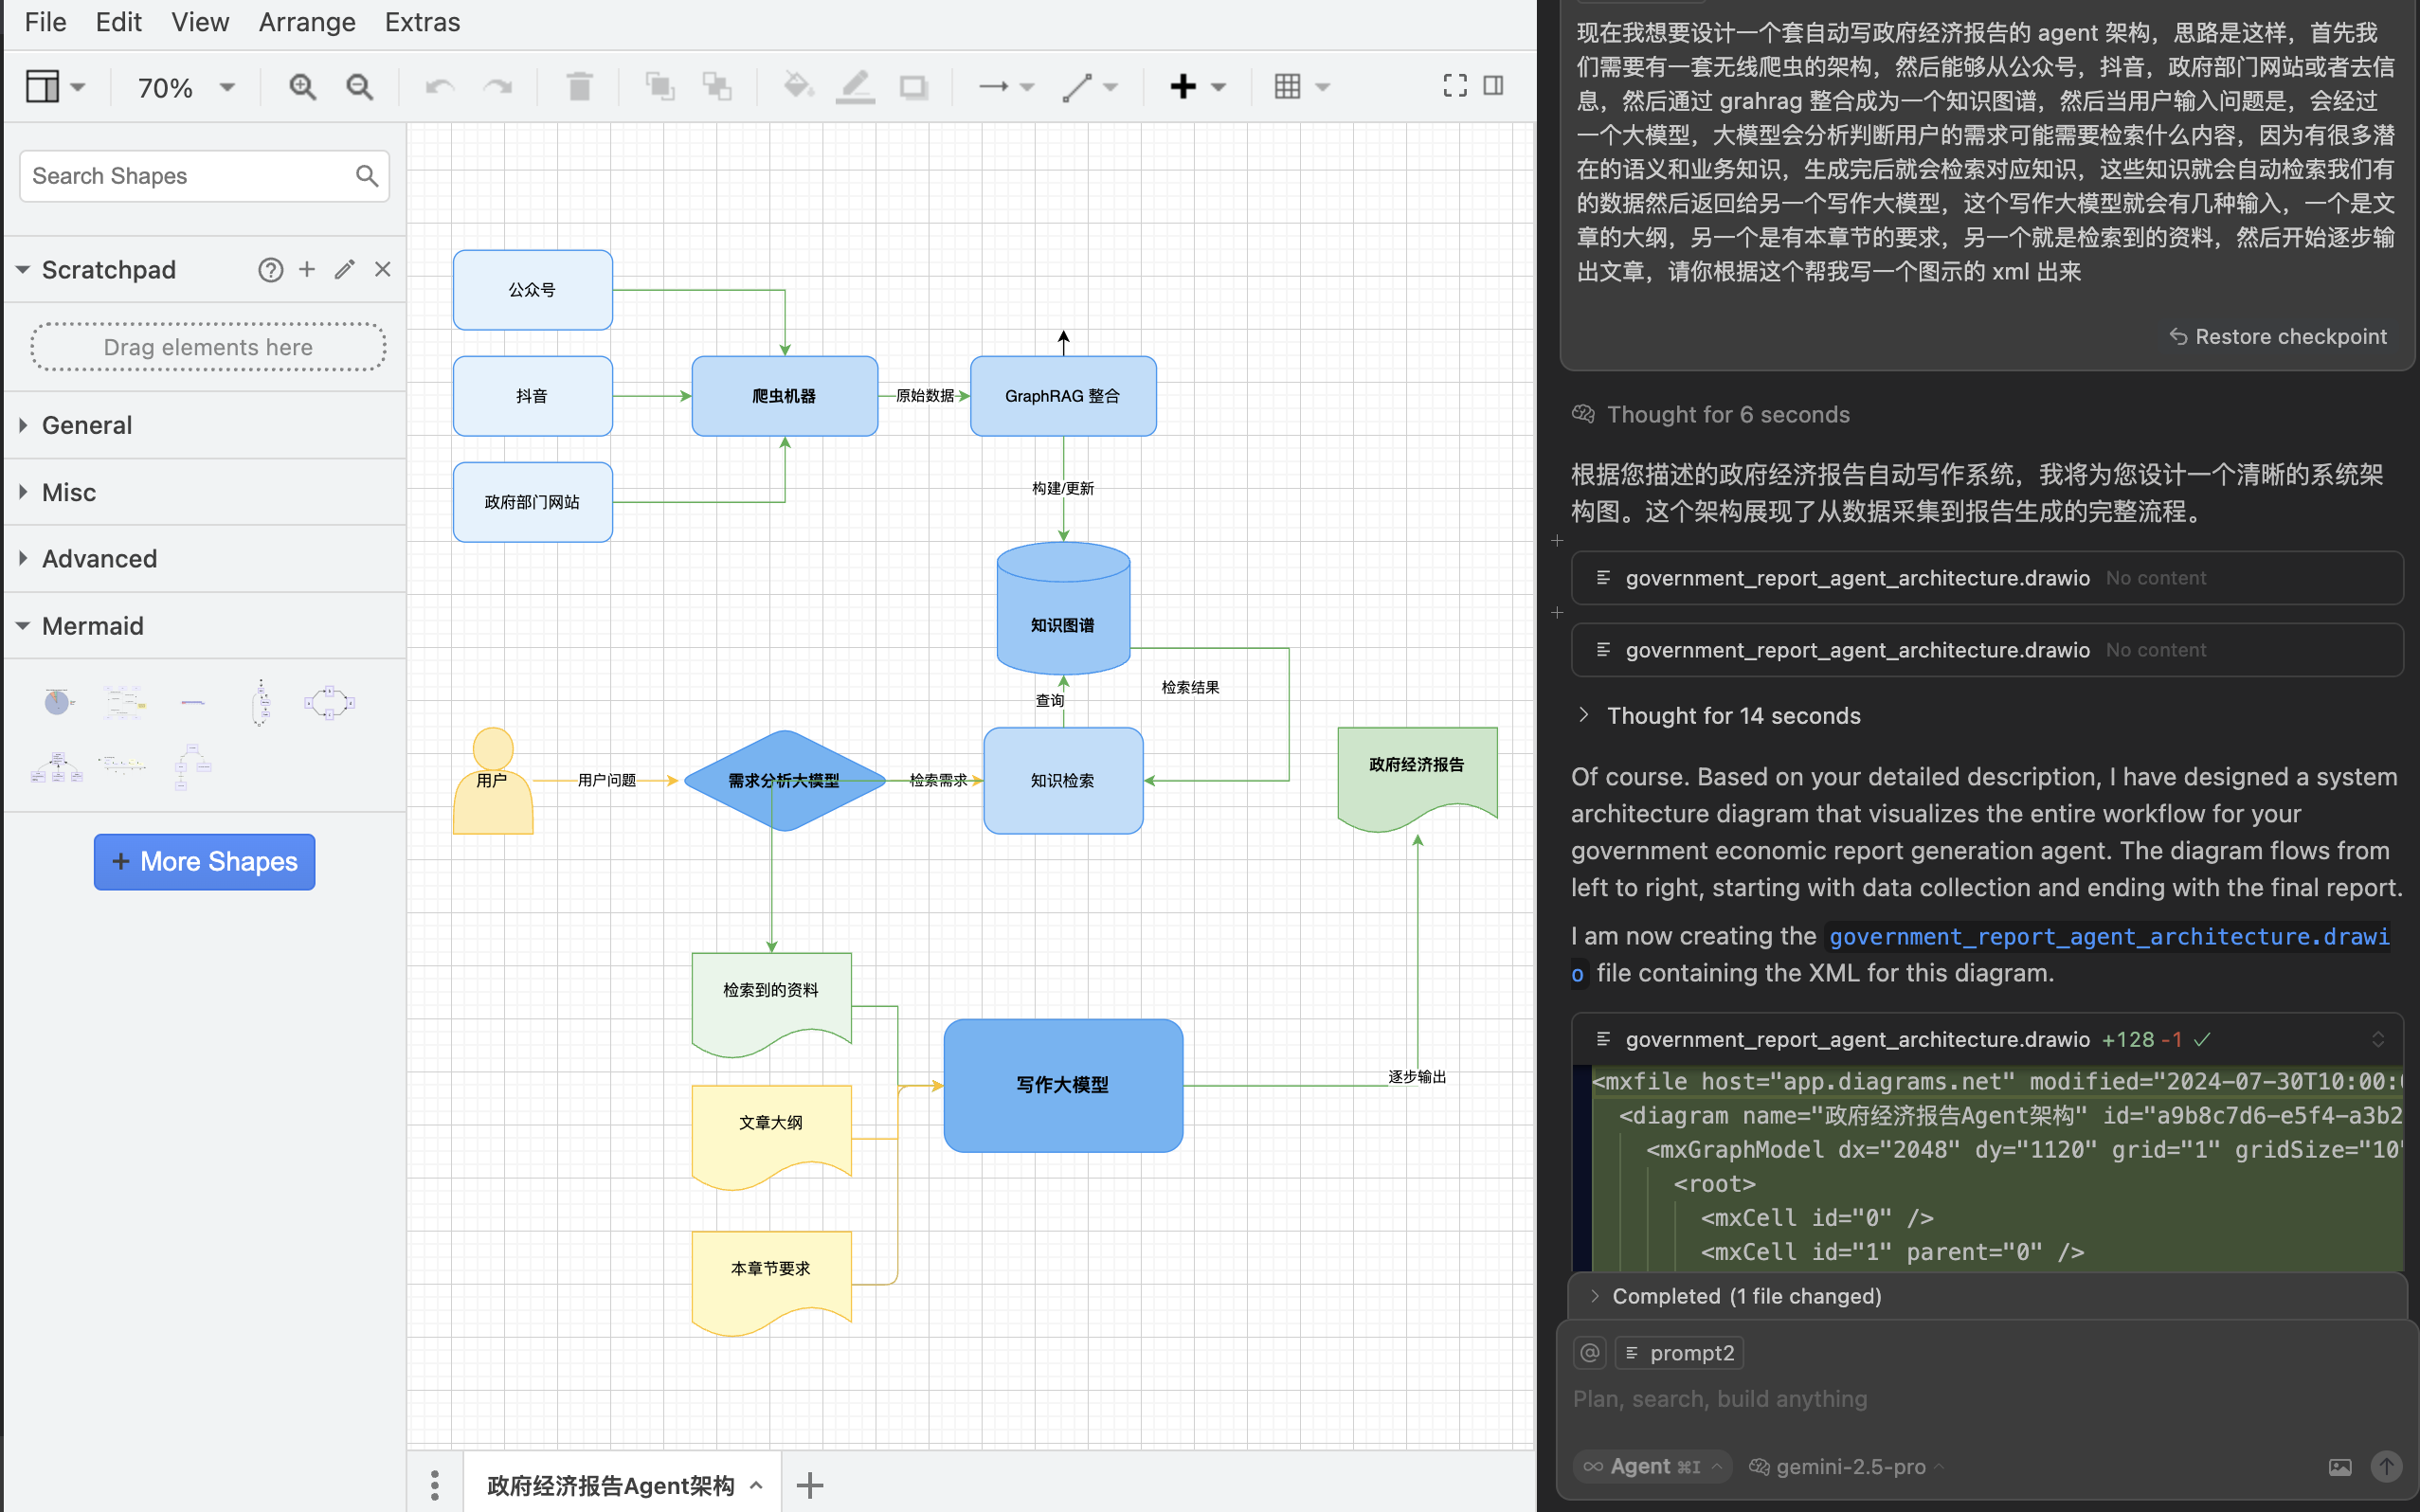 File Edit View Arrange Extras
70%
Search Shapes
Scratchpad
Drag elements here
General
Misc
Advanced
Mermaid
+ More Shapes
公众号
抖音
爬虫机器
原始数据
GraphRAG 整合
政府部门网站
构建/更新
知识图谱
查询
检索结果
用户
用户问题
需求分析大模型
检索需求
知识检索
政府经济报告
检索到的资料
文章大纲
写作大模型
逐步输出
本章节要求
政府经济报告Agent架构
现在我想要设计一个套自动写政府经济报告的 agent 架构，思路是这样，首先我
们需要有一套无线爬虫的架构，然后能够从公众号，抖音，政府部门网站或者去信
息，然后通过 grahrag 整合成为一个知识图谱，然后当用户输入问题是，会经过
一个大模型，大模型会分析判断用户的需求可能需要检索什么内容，因为有很多潜
在的语义和业务知识，生成完后就会检索对应知识，这些知识就会自动检索我们有
的数据然后返回给另一个写作大模型，这个写作大模型就会有几种输入，一个是文
章的大纲，另一个是有本章节的要求，另一个就是检索到的资料，然后开始逐步输
出文章，请你根据这个帮我写一个图示的 xml 出来
Restore checkpoint
Thought for 6 seconds
根据您描述的政府经济报告自动写作系统，我将为您设计一个清晰的系统架
构图。这个架构展现了从数据采集到报告生成的完整流程。
government_report_agent_architecture.drawio No content
government_report_agent_architecture.drawio No content
Thought for 14 seconds
Of course. Based on your detailed description, I have designed a system
architecture diagram that visualizes the entire workflow for your
government economic report generation agent. The diagram flows from
left to right, starting with data collection and ending with the final report.
I am now creating the government_report_agent_architecture.drawi
o file containing the XML for this diagram.
government_report_agent_architecture.drawio +128 -1
<mxfile host="app.diagrams.net" modified="2024-07-30T10:00:
<diagram name="政府经济报告Agent架构" id="a9b8c7d6-e5f4-a3b2
<mxGraphModel dx="2048" dy="1120" grid="1" gridSize="10
<root>
<mxCell id="0" />
<mxCell id="1" parent="0" />
Completed (1 file changed)
@ prompt2
Plan, search, build anything
Agent ⌘I gemini-2.5-pro